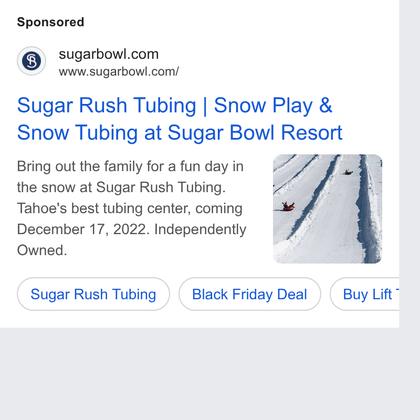 Sponsored
sugarbowl.com
www.sugarbowl.com/
Sugar Rush Tubing | Snow Play &
Snow Tubing at Sugar Bowl Resort
Bring out the family for a fun day in
the snow at Sugar Rush Tubing.
Tahoe's best tubing center, coming
December 17, 2022. Independently
Owned.
Sugar Rush Tubing
Black Friday Deal
Buy Lift